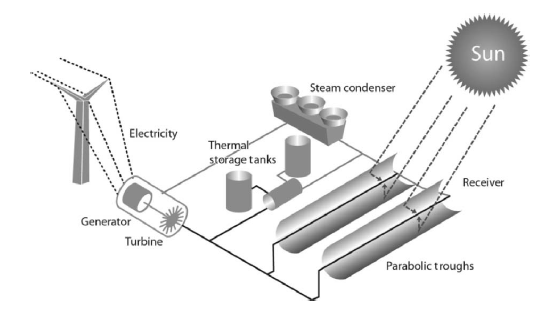 Sun
Steam condenser
Electricity
Thermal
storage tanks
Receiver
Generator
Turbine
Parabolic troughs